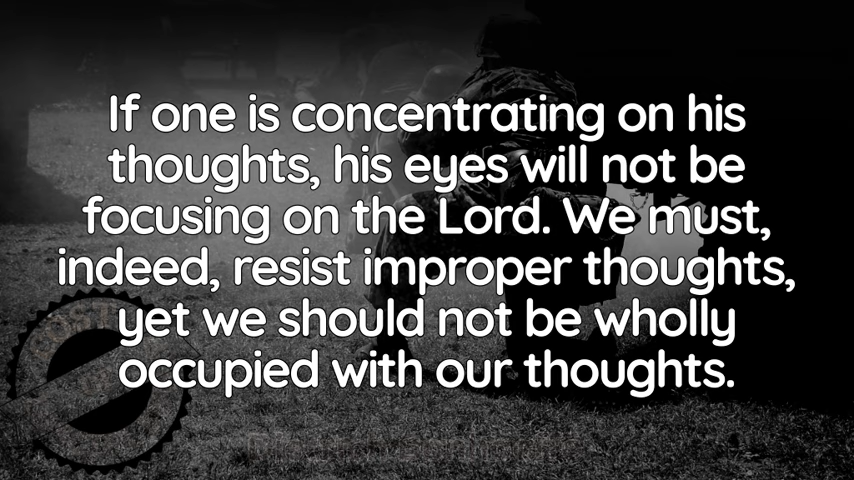 If one is concentrating on his
thoughts, his eyes will not be
focusing on the Lord. We must,
indeed, resist improper thoughts,
yet we should not be wholly
occupied with our thoughts.